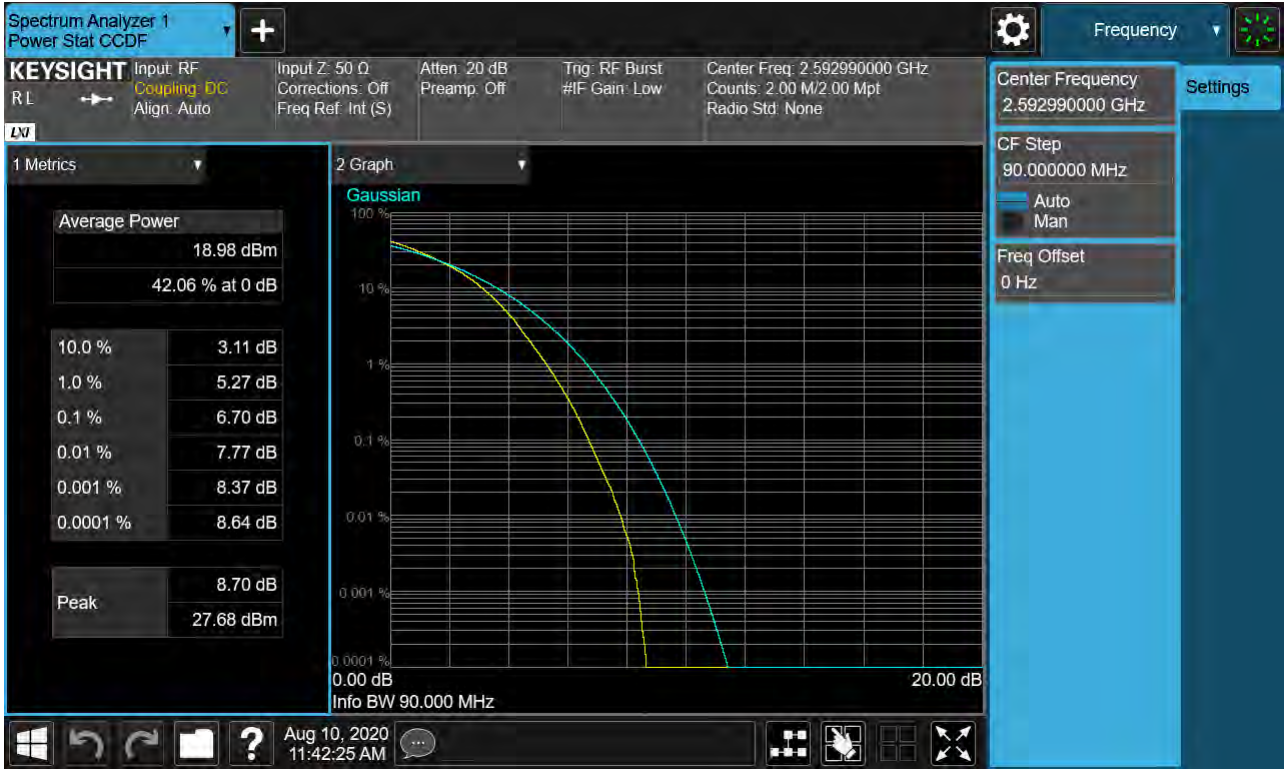 Spectrum Analyzer 1
Power Stat CCDF
Frequency
KEYSIGHT
R L
LXI
Input: RF
Coupling: DC
Align: Auto
Input Z: 50 Ω
Corrections: Off
Freq Ref: Int (S)
Atten: 20 dB
Preamp: Off
Trig: RF Burst
#IF Gain: Low
Center Freq: 2.592990000 GHz
Counts: 2.00 M/2.00 Mpt
Radio Std: None
Center Frequency
2.592990000 GHz
Settings
CF Step
90.000000 MHz
Auto
Man
Freq Offset
0 Hz
1 Metrics
Average Power
18.98 dBm
42.06 % at 0 dB
10.0 % 3.11 dB
1.0 % 5.27 dB
0.1 % 6.70 dB
0.01 % 7.77 dB
0.001 % 8.37 dB
0.0001 % 8.64 dB
Peak
8.70 dB
27.68 dBm
2 Graph
Gaussian
100 %
10 %
1 %
0.1 %
0.01 %
0.001 %
0.0001 %
0.00 dB 20.00 dB
Info BW 90.000 MHz
?
Aug 10, 2020
11:42:25 AM